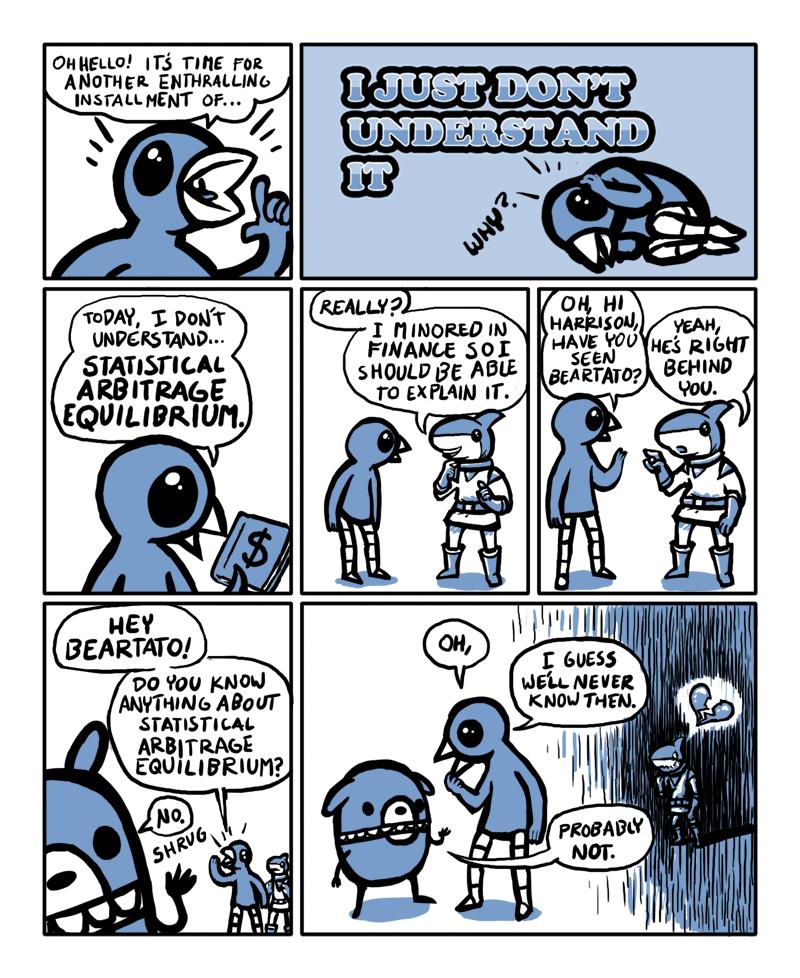 OH HELLO! IT'S TIME FOR
ANOTHER ENTHRALLING
INSTALLMENT OF...
I JUST DON'T
UNDERSTAND
IT
WHY?
TODAY, I DON'T
UNDERSTAND...
STATISTICAL
ARBITRAGE
EQUILIBRIUM.
$
REALLY?
I MINORED IN
FINANCE SO I
SHOULD BE ABLE
TO EXPLAIN IT.
OH, HI
HARRISON,
HAVE YOU
SEEN
BEARTATO?
YEAH,
HE'S RIGHT
BEHIND
YOU.
HEY
BEARTATO!
DO YOU KNOW
ANYTHING ABOUT
STATISTICAL
ARBITRAGE
EQUILIBRIUM?
NO.
SHRUG
OH,
I GUESS
WE'LL NEVER
KNOW THEN.
PROBABLY
NOT.